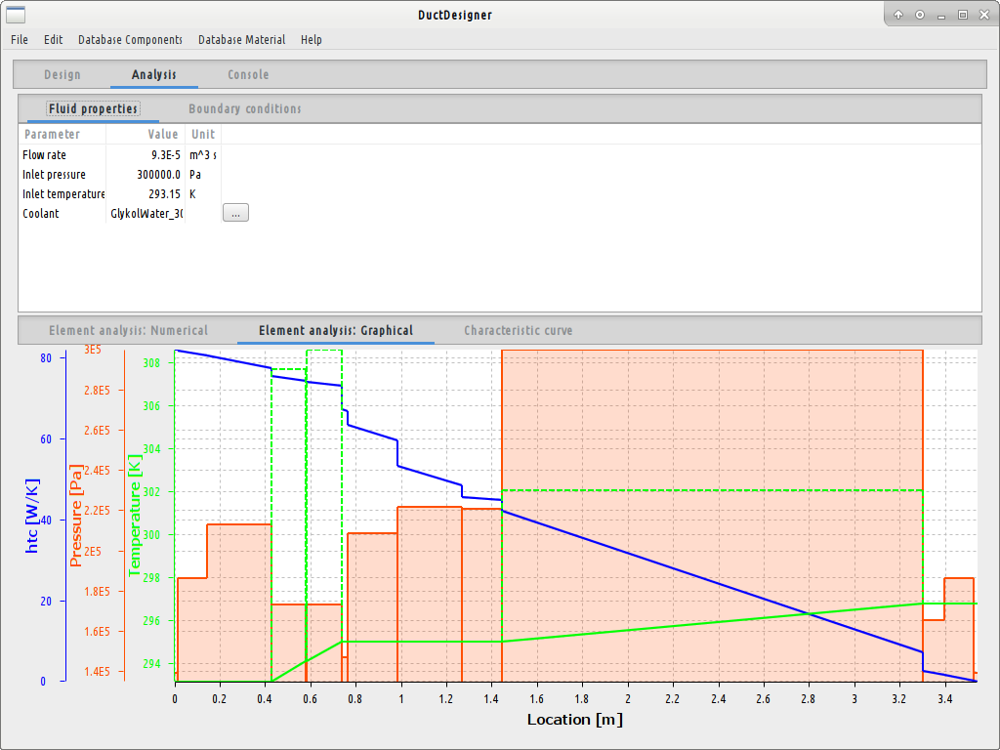 DuctDesigner
File Edit Database Components Database Material Help
Design Analysis Console
Fluid properties Boundary conditions
Parameter Value Unit
Flow rate 9.3E-5 m^3 s
Inlet pressure 300000.0 Pa
Inlet temperature 293.15 K
Coolant GlykolWater_30 ...
Element analysis: Numerical Element analysis: Graphical Characteristic curve
htc [W/K]
80
60
40
20
0
Pressure [Pa]
3E5
2.8E5
2.6E5
2.4E5
2.2E5
2E5
1.8E5
1.6E5
1.4E5
Temperature [K]
308
306
304
302
300
298
296
294
0 0.2 0.4 0.6 0.8 1 1.2 1.4 1.6 1.8 2 2.2 2.4 2.6 2.8 3 3.2 3.4
Location [m]